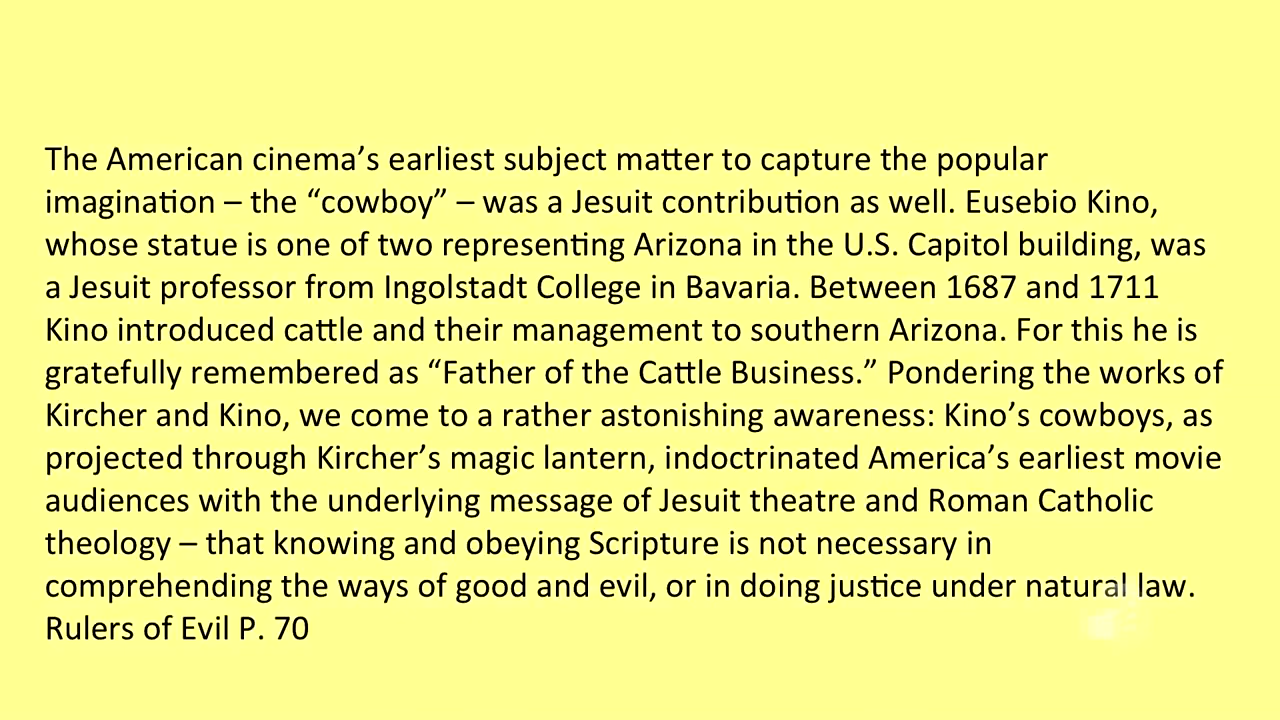 The American cinema’s earliest subject matter to capture the popular
imagination – the “cowboy” – was a Jesuit contribution as well. Eusebio Kino,
whose statue is one of two representing Arizona in the U.S. Capitol building, was
a Jesuit professor from Ingolstadt College in Bavaria. Between 1687 and 1711
Kino introduced cattle and their management to southern Arizona. For this he is
gratefully remembered as “Father of the Cattle Business.” Pondering the works of
Kircher and Kino, we come to a rather astonishing awareness: Kino’s cowboys, as
projected through Kircher’s magic lantern, indoctrinated America’s earliest movie
audiences with the underlying message of Jesuit theatre and Roman Catholic
theology – that knowing and obeying Scripture is not necessary in
comprehending the ways of good and evil, or in doing justice under natural law.
Rulers of Evil P. 70